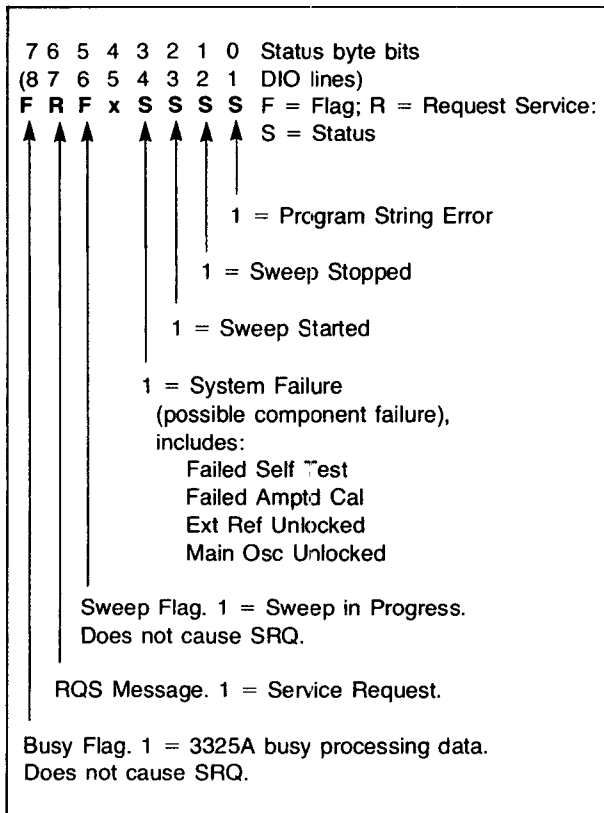 7 6 5 4 3 2 1 0 Status byte bits
(8 7 6 5 4 3 2 1 DIO lines)
F R F x S S S S F = Flag; R = Request Service:
S = Status
1 = Program String Error
1 = Sweep Stopped
1 = Sweep Started
1 = System Failure
(possible component failure),
includes:
Failed Self Test
Failed Amptd Cal
Ext Ref Unlocked
Main Osc Unlocked
Sweep Flag. 1 = Sweep in Progress.
Does not cause SRQ.
RQS Message. 1 = Service Request.
Busy Flag. 1 = 3325A busy processing data.
Does not cause SRQ.